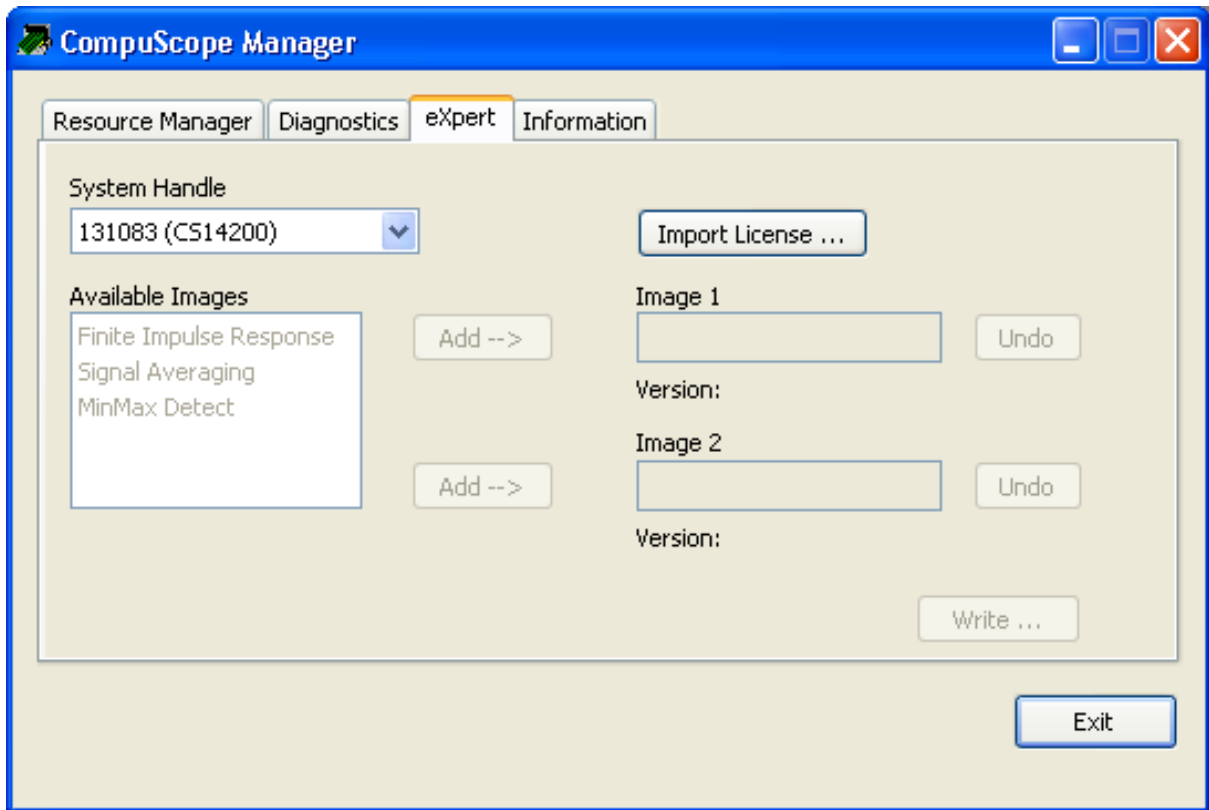 CompuScope Manager
Resource Manager
Diagnostics
eXpert
Information
System Handle
131083 (CS14200)
Import License ...
Available Images
Image 1
Finite Impulse Response
Signal Averaging
MinMax Detect
Add -->
Undo
Version:
Image 2
Add -->
Undo
Version:
Write ...
Exit